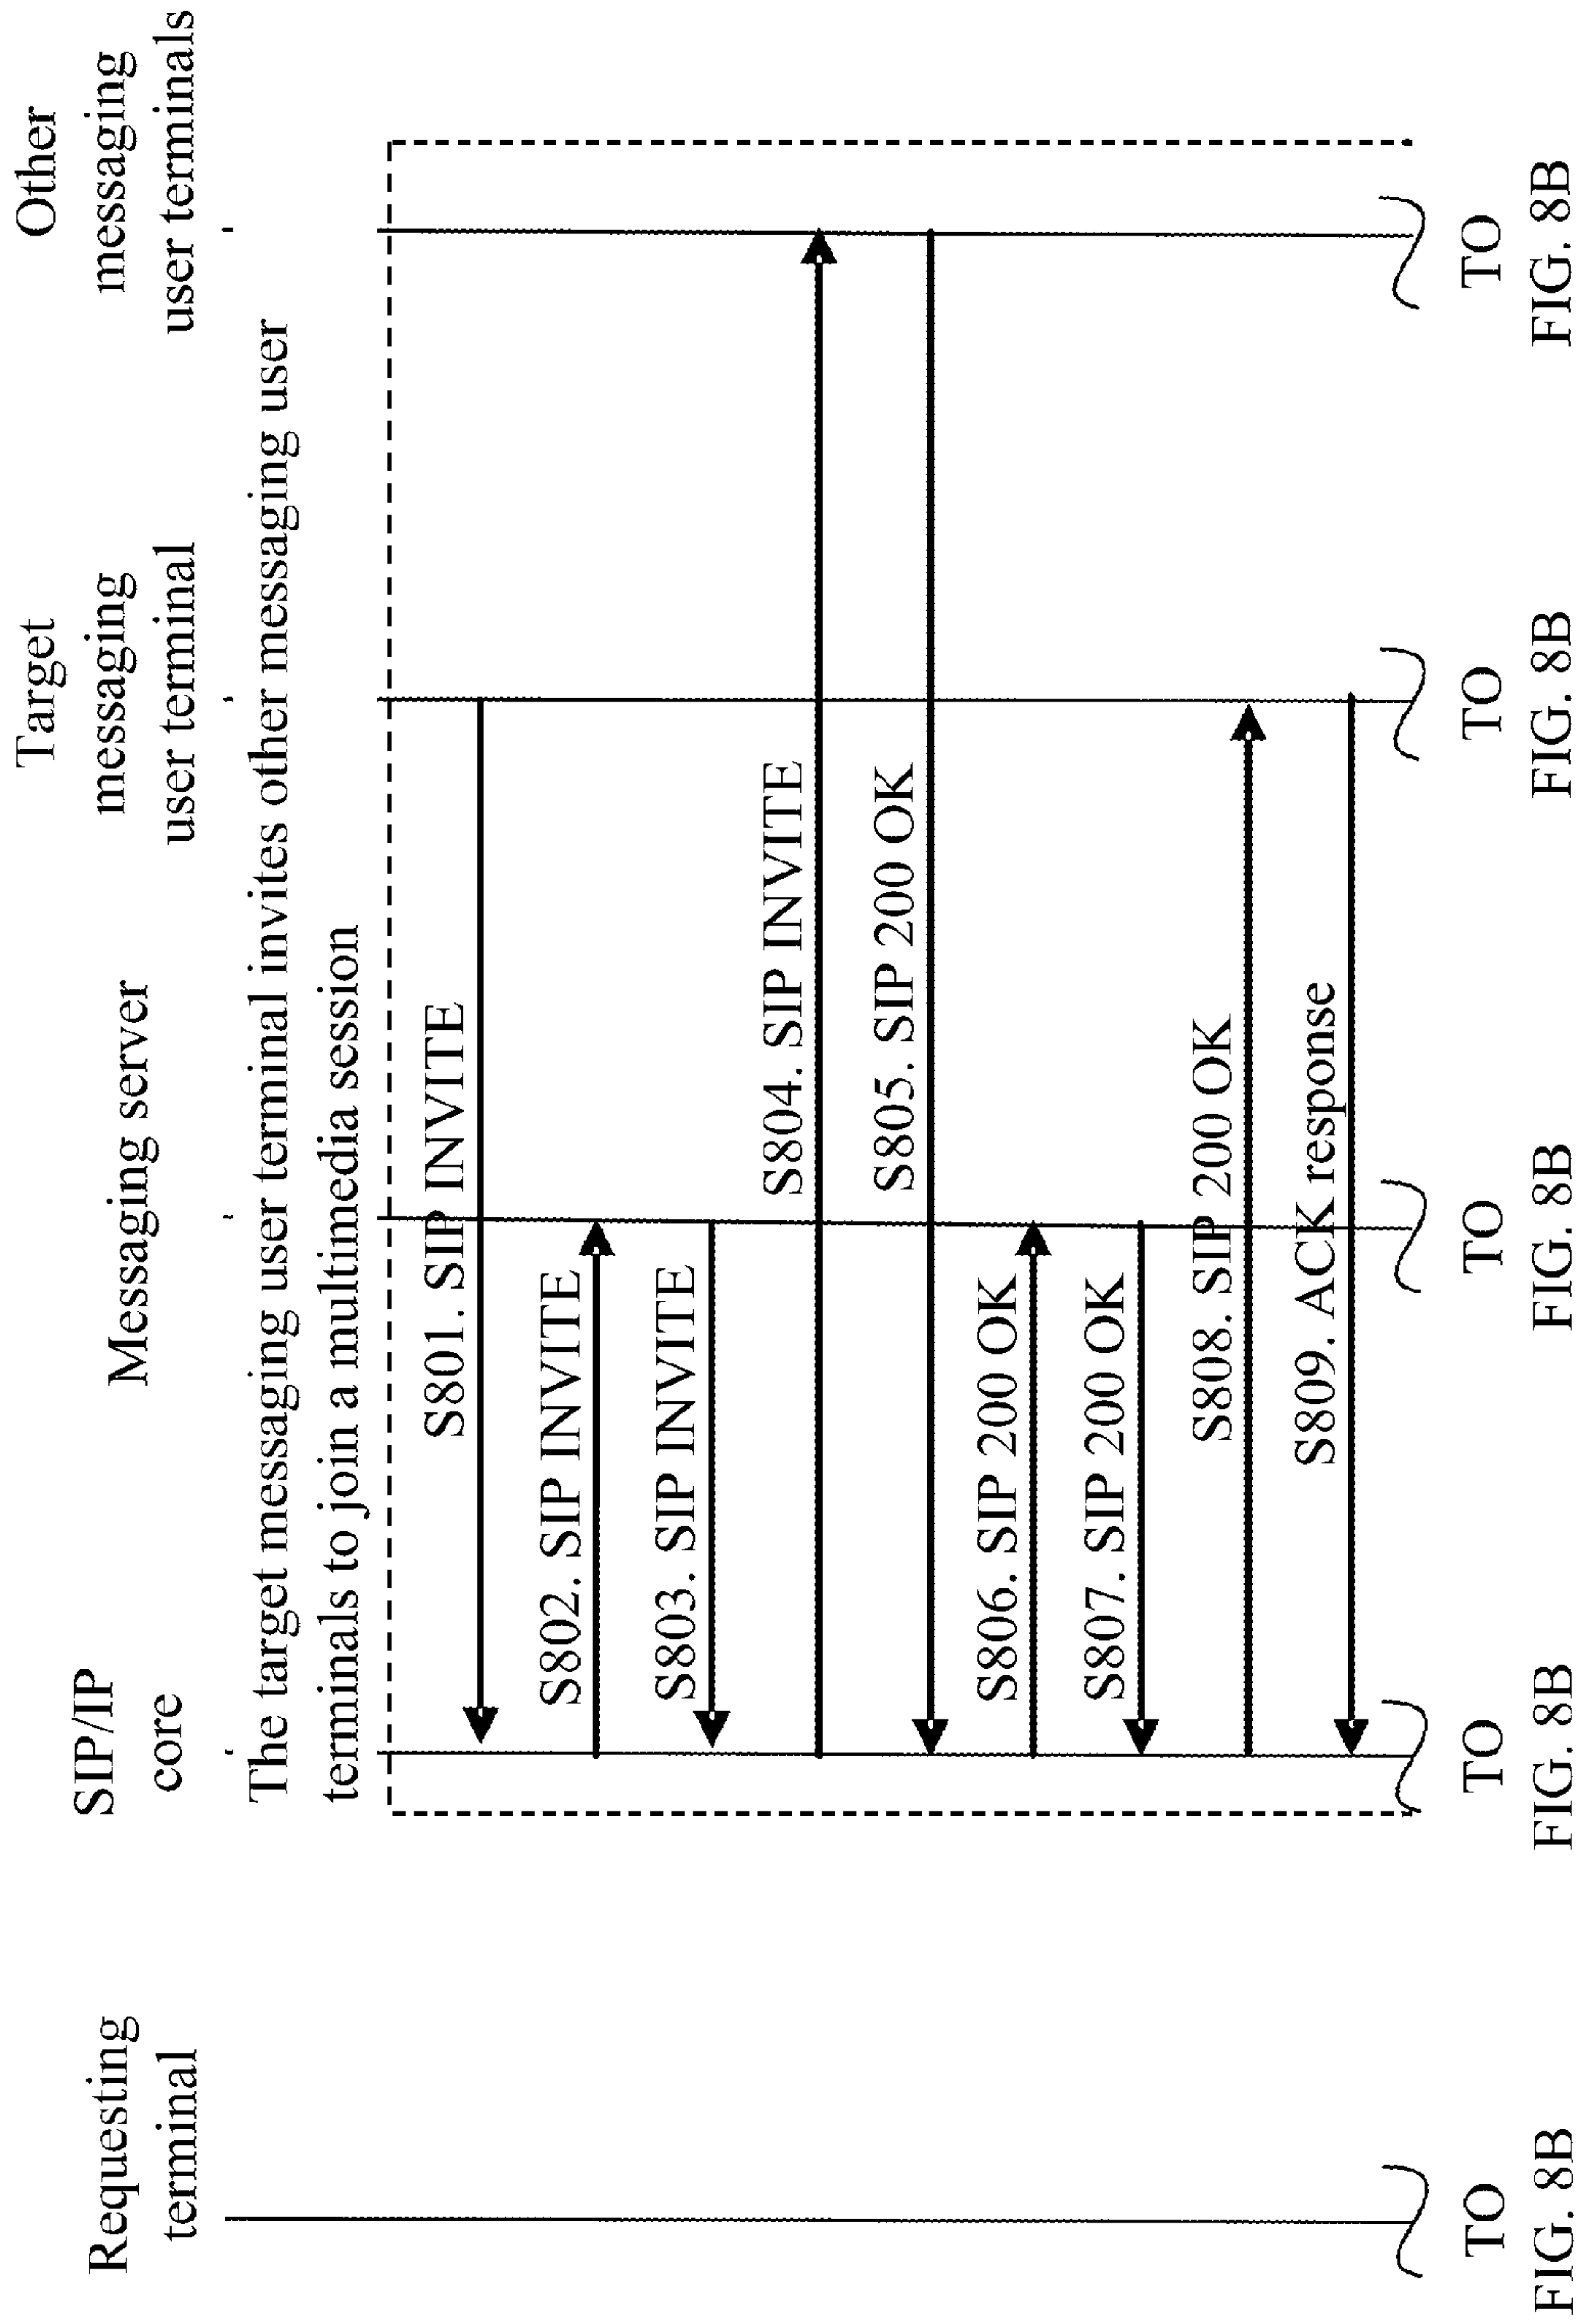 Requesting
terminal
SIP/IP
core
Messaging server
Target
messaging
user terminal
Other
messaging
user terminals
The target messaging user terminal invites other messaging user
terminals to join a multimedia session
S801. SIP INVITE
S802. SIP INVITE
S803. SIP INVITE
S804. SIP INVITE
S805. SIP 200 OK
S806. SIP 200 OK
S807. SIP 200 OK
S808. SIP 200 OK
S809. ACK response
TO
FIG. 8B
TO
FIG. 8B
TO
FIG. 8B
TO
FIG. 8B
TO
FIG. 8B